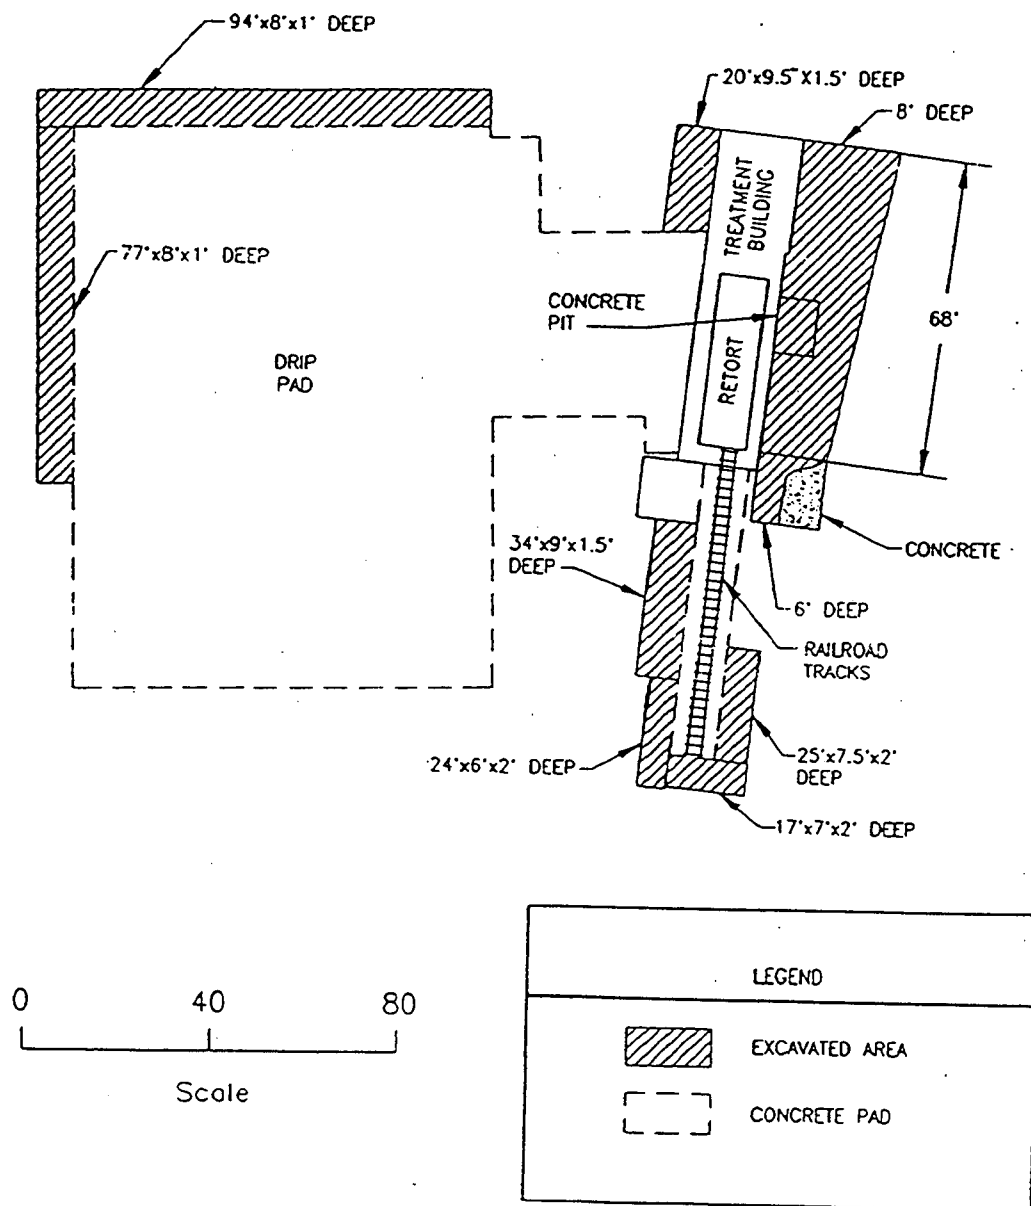 94'x8'x1' DEEP
20'x9.5'X1.5' DEEP
8' DEEP
TREATMENT
BUILDING
77'x8'x1' DEEP
CONCRETE
PIT
68'
DRIP
PAD
RETORT
34'x9'x1.5'
DEEP
CONCRETE
6' DEEP
RAILROAD
TRACKS
24'x6'x2' DEEP
25'x7.5'x2'
DEEP
17'x7'x2' DEEP
LEGEND
0 40 80
EXCAVATED AREA
Scale
CONCRETE PAD